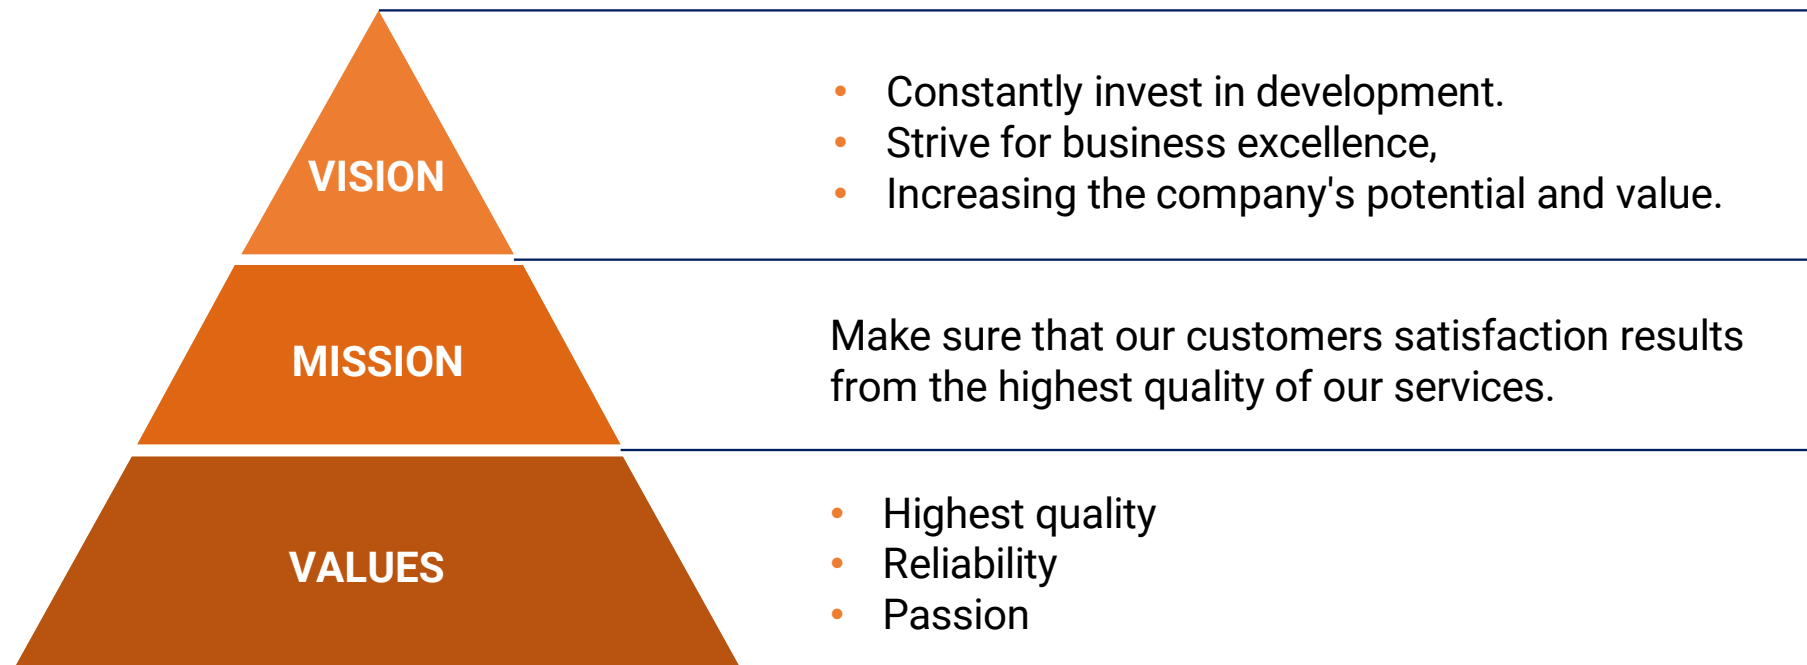 VISION
• Constantly invest in development.
• Strive for business excellence,
• Increasing the company's potential and value.
MISSION
Make sure that our customers satisfaction results
from the highest quality of our services.
VALUES
• Highest quality
• Reliability
• Passion